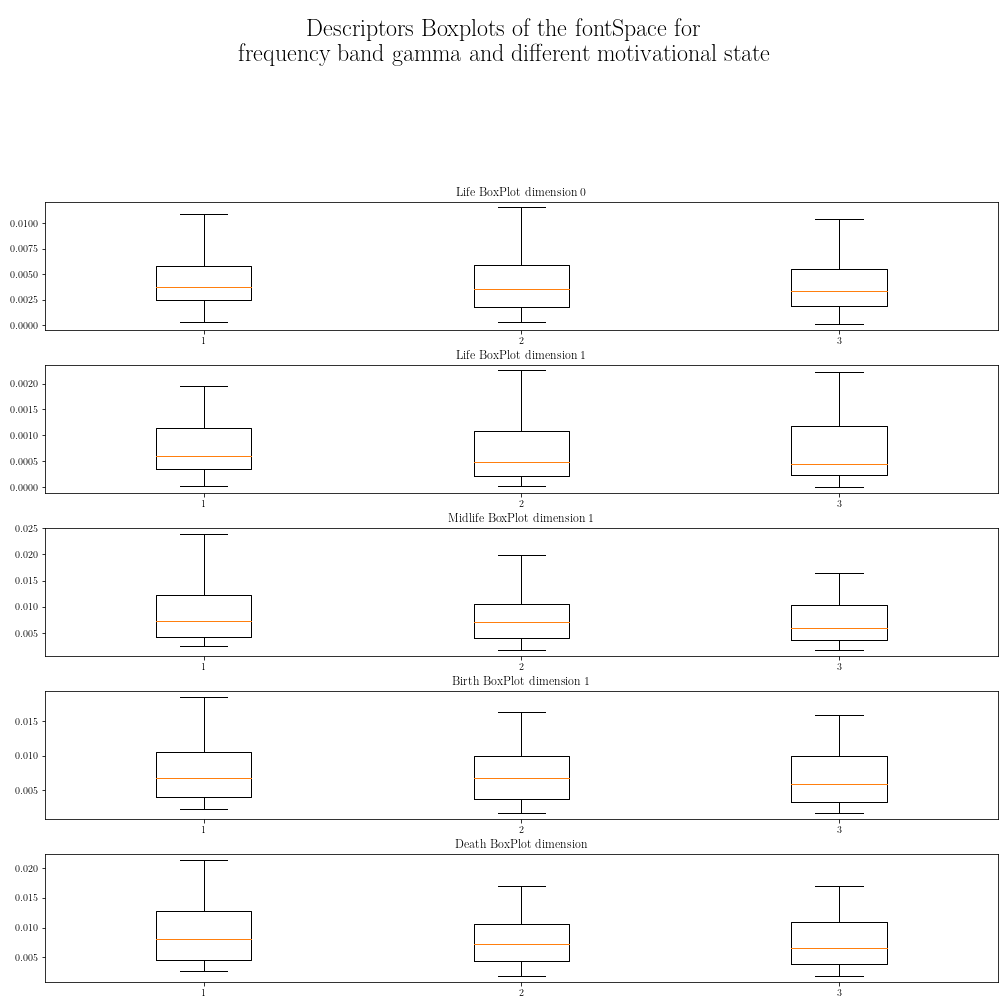 Descriptors Boxplots of the fontSpace for
frequency band gamma and different motivational state
Life BoxPlot dimension 0
0.0100
0.0075
0.0050
0.0025
0.0000
1 2 3
Life BoxPlot dimension 1
0.0020
0.0015
0.0010
0.0005
0.0000
1 2 3
Midlife BoxPlot dimension 1
0.025
0.020
0.015
0.010
0.005
1 2 3
Birth BoxPlot dimension 1
0.015
0.010
0.005
1 2 3
Death BoxPlot dimension
0.020
0.015
0.010
0.005
1 2 3